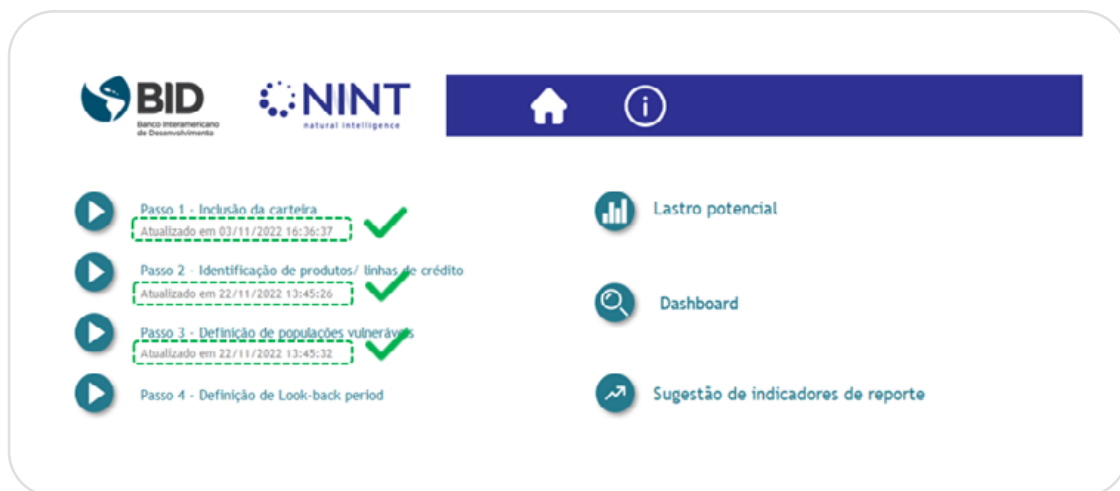 BID
Banco Interamericano
de Desenvolvimento
NINT
natural intelligence
Passo 1 - Inclusão da carteira
Atualizado em 03/11/2022 16:36:37
Passo 2 - Identificação de produtos/ linhas de crédito
Atualizado em 22/11/2022 13:45:26
Passo 3 - Definição de populações vulneráveis
Atualizado em 22/11/2022 13:45:32
Passo 4 - Definição de Look-back period
Lastro potencial
Dashboard
Sugestão de indicadores de reporte